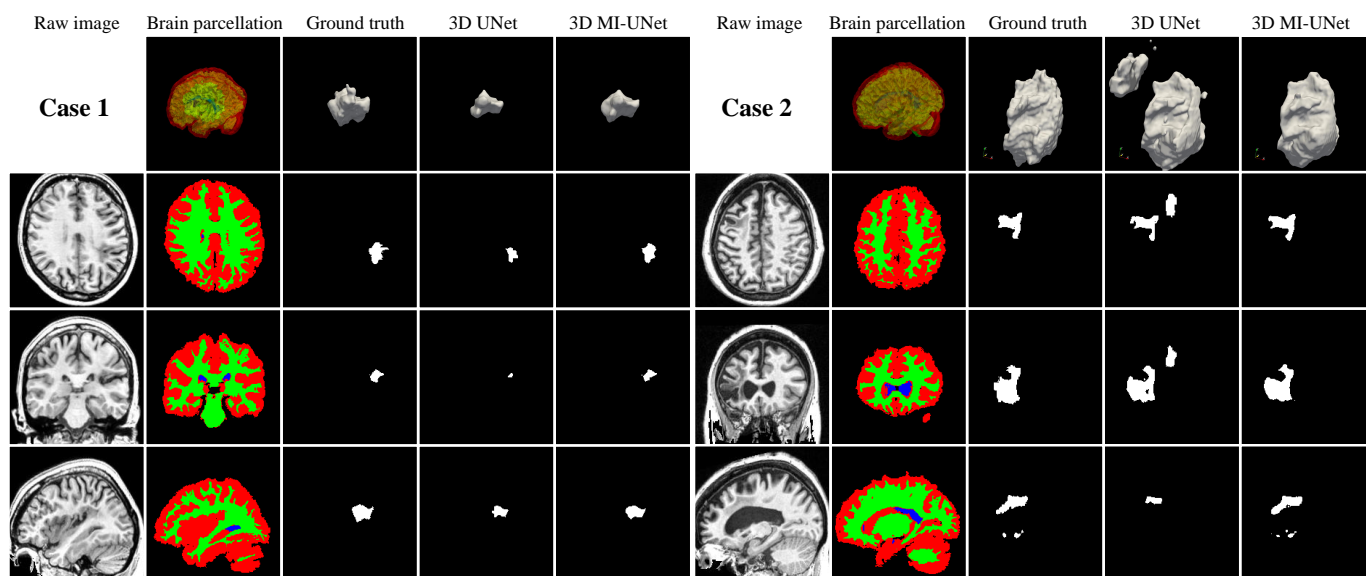 Raw image Brain parcellation Ground truth 3D UNet 3D MI-UNet Raw image Brain parcellation Ground truth 3D UNet 3D MI-UNet
Case 1 Case 2